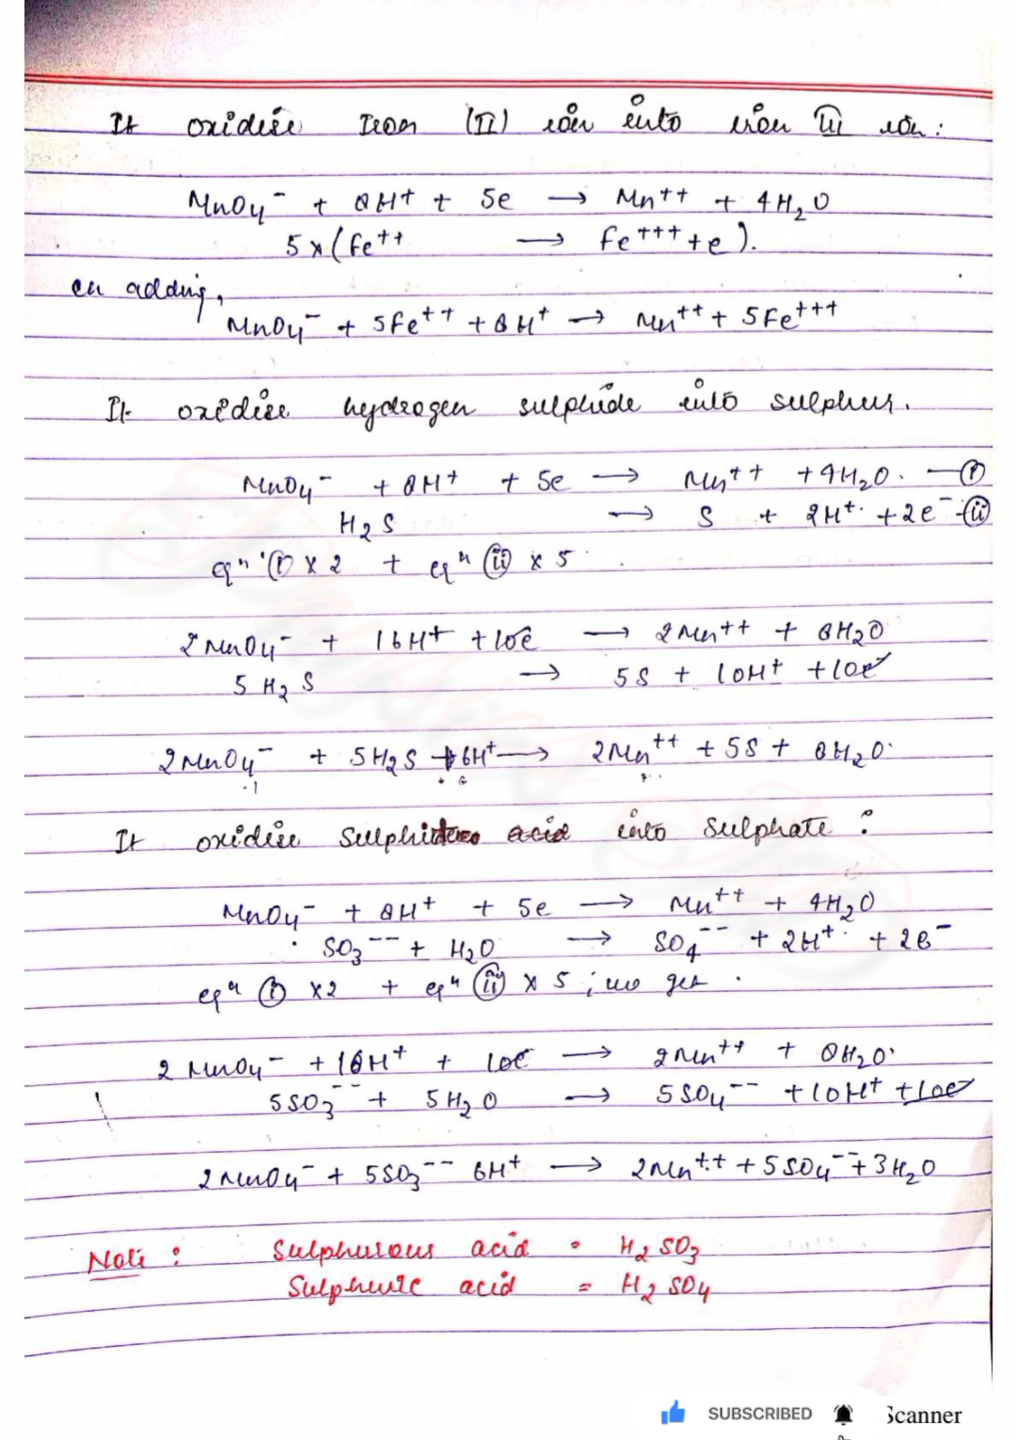 It oxidise Iron (II) ion into iron (iii) ion:
MnO₄⁻ + 8H⁺ + 5e → Mn⁺⁺ + 4H₂O
5 x (Fe⁺⁺ → Fe⁺⁺⁺ + e).
on adding,
MnO₄⁻ + 5Fe⁺⁺ + 8H⁺ → Mn⁺⁺ + 5Fe⁺⁺⁺
It oxidise hydrogen sulphide into sulphur.
MnO₄⁻ + 8H⁺ + 5e → Mn⁺⁺ + 4H₂O. — (i)
H₂S → S + 2H⁺ + 2e⁻ - (ii)
eqⁿ (i) x 2 + eqⁿ (ii) x 5
2MnO₄⁻ + 16H⁺ + 10e → 2Mn⁺⁺ + 8H₂O
5H₂S → 5S + 10H⁺ + 10e
2MnO₄⁻ + 5H₂S + 6H⁺ → 2Mn⁺⁺ + 5S + 8H₂O
It oxidise acid into Sulphate :
MnO₄⁻ + 8H⁺ + 5e → Mn⁺⁺ + 4H₂O
SO₃⁻⁻ + H₂O → SO₄⁻⁻ + 2H⁺ + 2e⁻
eqⁿ (i) x 2 + eqⁿ (ii) x 5 ; we get
2MnO₄⁻ + 16H⁺ + 10e → 2Mn⁺⁺ + 8H₂O
5SO₃⁻⁻ + 5H₂O → 5SO₄⁻⁻ + 10H⁺ + 10e
2MnO₄⁻ + 5SO₃⁻⁻ 6H⁺ → 2Mn⁺⁺ + 5SO₄⁻⁻ + 3H₂O
Note : Sulphurous acid = H₂SO₃
Sulphuric acid = H₂SO₄
SUBSCRIBED Scanner